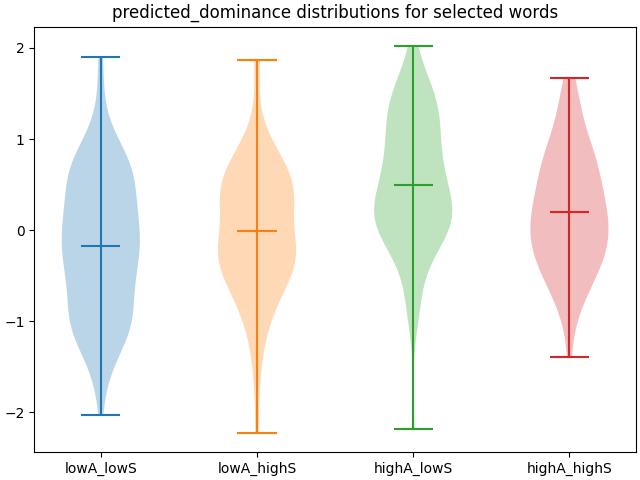 predicted_dominance distributions for selected words
2
1
0
−1
−2
lowA_lowS lowA_highS highA_lowS highA_highS